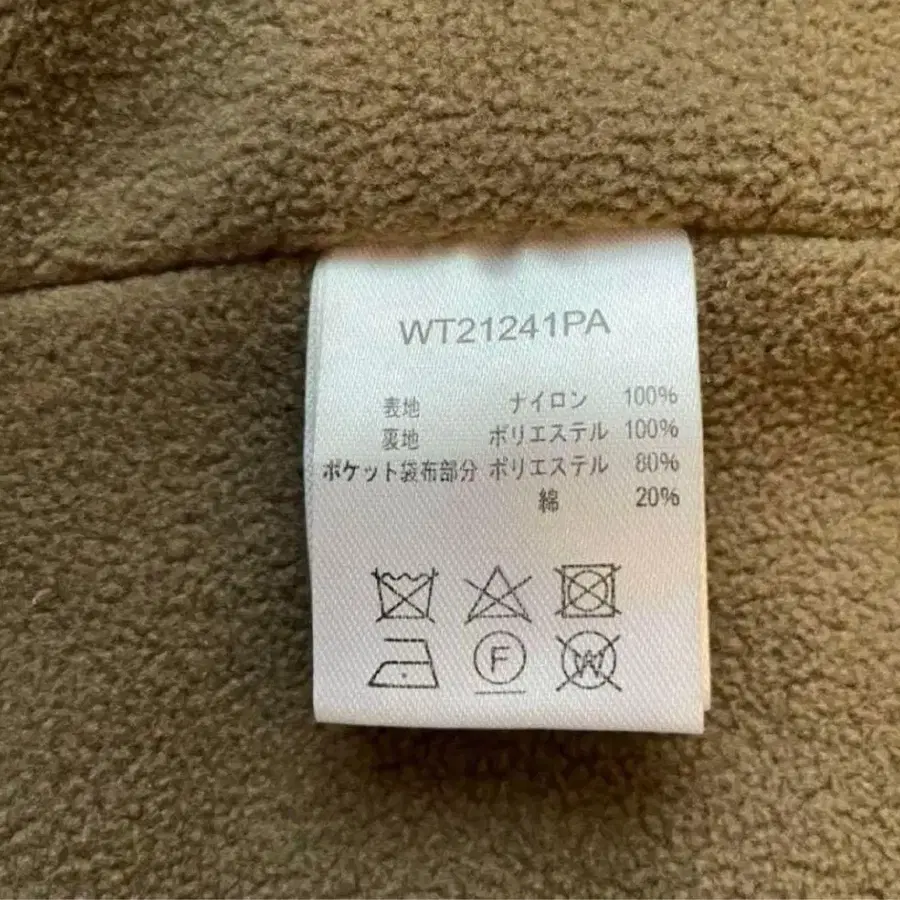 WT21241PA
表地 ナイロン 100%
裏地 ポリエステル 100%
ポケット袋布部分 ポリエステル 80%
綿 20%
F
W